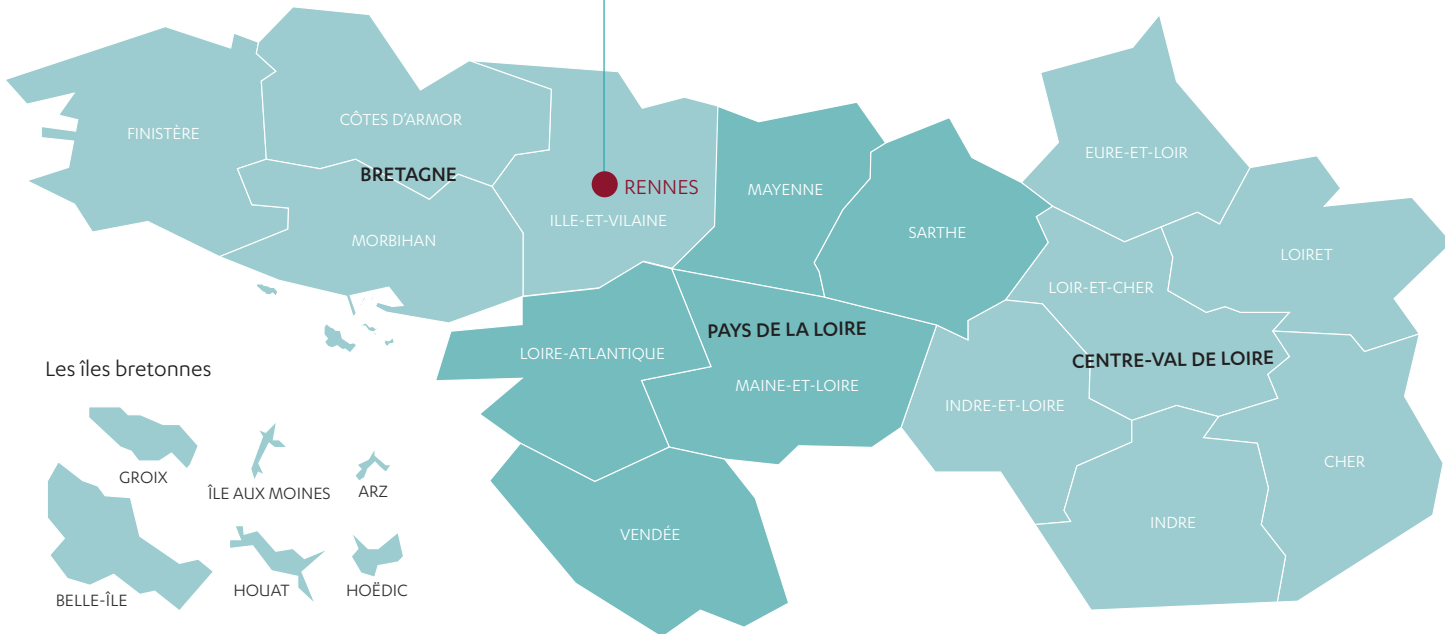 FINISTÈRE
CÔTES D'ARMOR
BRETAGNE
MORBIHAN
RENNES
ILLE-ET-VILAINE
MAYENNE
SARTHE
EURE-ET-LOIR
LOIRET
LOIR-ET-CHER
PAYS DE LA LOIRE
LOIRE-ATLANTIQUE
MAINE-ET-LOIRE
CENTRE-VAL DE LOIRE
INDRE-ET-LOIRE
CHER
INDRE
VENDÉE
Les îles bretonnes
GROIX
ÎLE AUX MOINES
ARZ
BELLE-ÎLE
HOUAT
HOËDIC